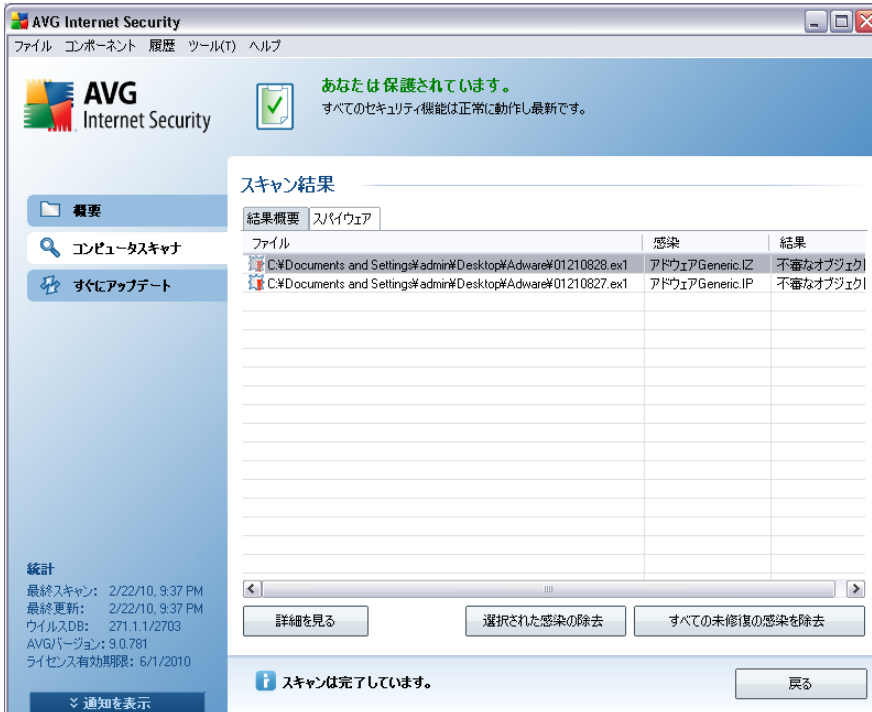 AVG Internet Security
ファイル コンポーネント 履歴 ツール(T) ヘルプ
AVG
Internet Security
あなたは保護されています。
すべてのセキュリティ機能は正常に動作し最新です。
概要
コンピュータスキャナ
すぐにアップデート
スキャン結果
結果概要 スパイウェア
ファイル 感染 結果
C:¥Documents and Settings¥admin¥Desktop¥Adware¥01210828.ex1 アドウェアGeneric.IZ 不審なオブジェクト
C:¥Documents and Settings¥admin¥Desktop¥Adware¥01210827.ex1 アドウェアGeneric.IP 不審なオブジェクト
詳細を見る 選択された感染の除去 すべての未修復の感染を除去
統計
最終スキャン: 2/22/10, 9:37 PM
最終更新: 2/22/10, 9:37 PM
ウイルスDB: 271.1.1/2703
AVGバージョン: 9.0.781
ライセンス有効期限: 6/1/2010
通知を表示
スキャンは完了しています。
戻る